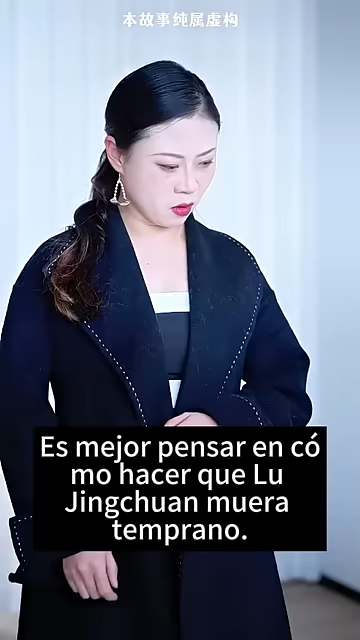 本故事纯属虚构
Es mejor pensar en có
mo hacer que Lu
Jingchuan muera
temprano.